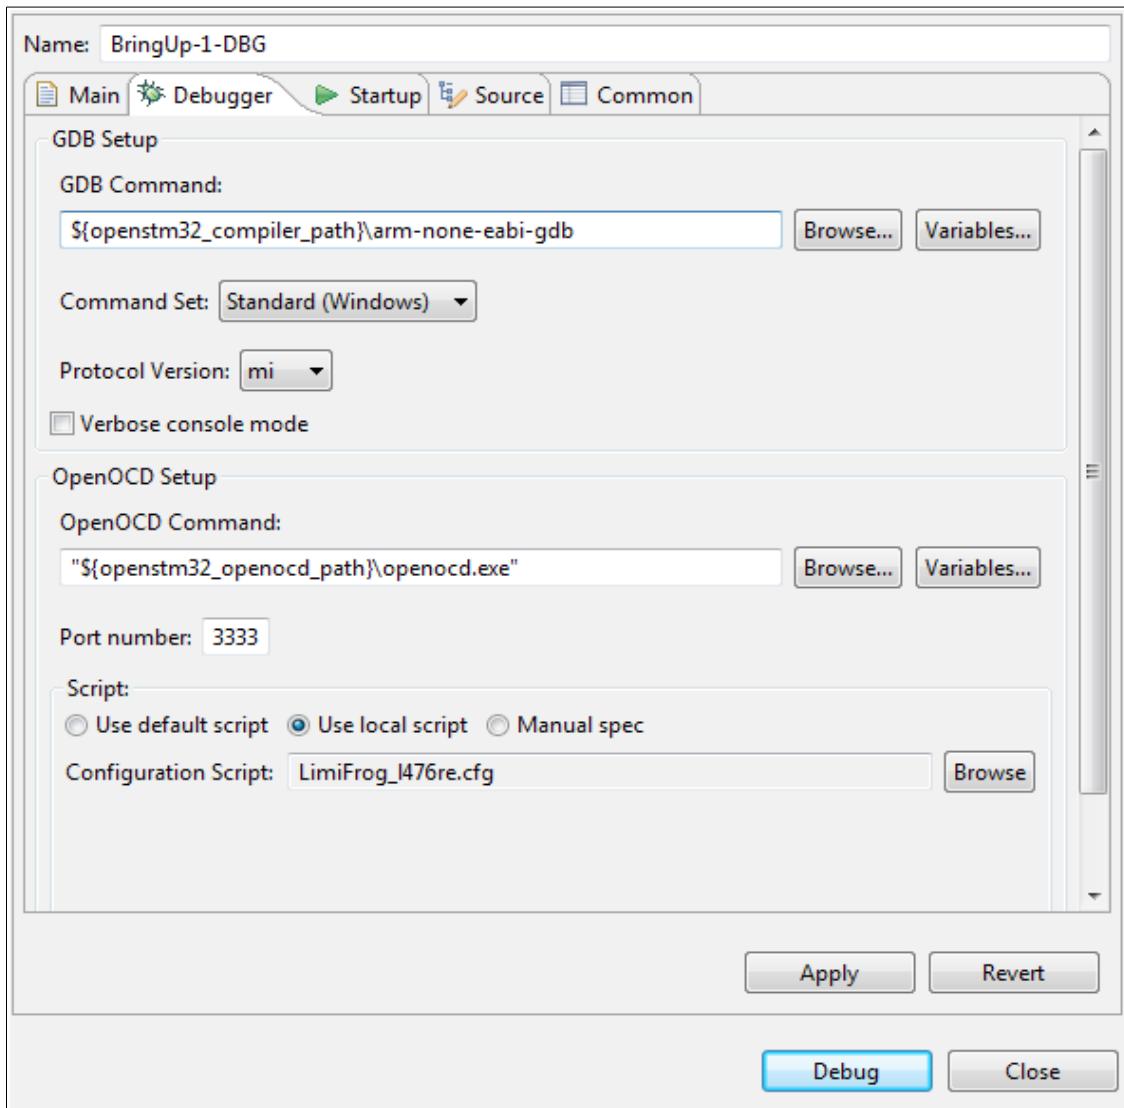 Name: BringUp-1-DBG
Main Debugger Startup Source Common
GDB Setup
GDB Command:
${openstm32_compiler_path}\arm-none-eabi-gdb Browse... Variables...
Command Set: Standard (Windows)
Protocol Version: mi
Verbose console mode
OpenOCD Setup
OpenOCD Command:
"${openstm32_openocd_path}\openocd.exe" Browse... Variables...
Port number: 3333
Script:
Use default script Use local script Manual spec
Configuration Script: LimiFrog_l476re.cfg Browse
Apply Revert
Debug Close